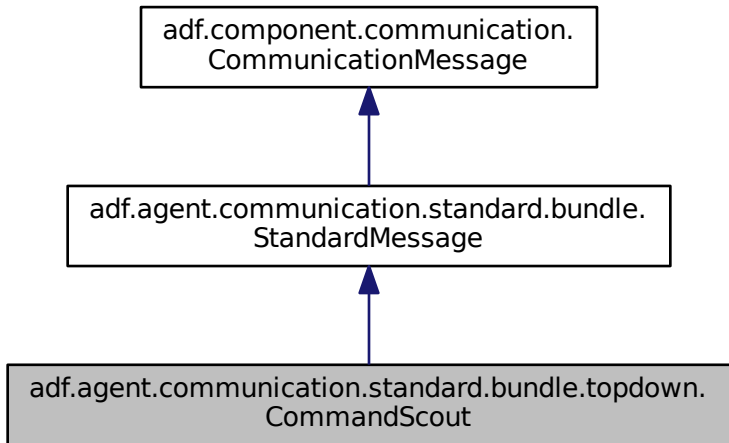 adf.component.communication.
CommunicationMessage
adf.agent.communication.standard.bundle.
StandardMessage
adf.agent.communication.standard.bundle.topdown.
CommandScout